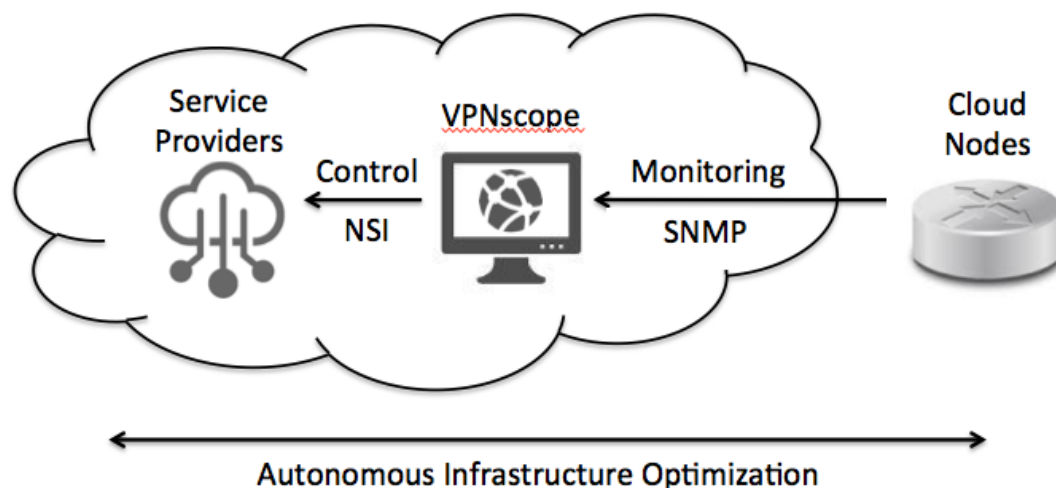 Service
Providers
VPNscope
Cloud
Nodes
Control
NSI
Monitoring
SNMP
Autonomous Infrastructure Optimization